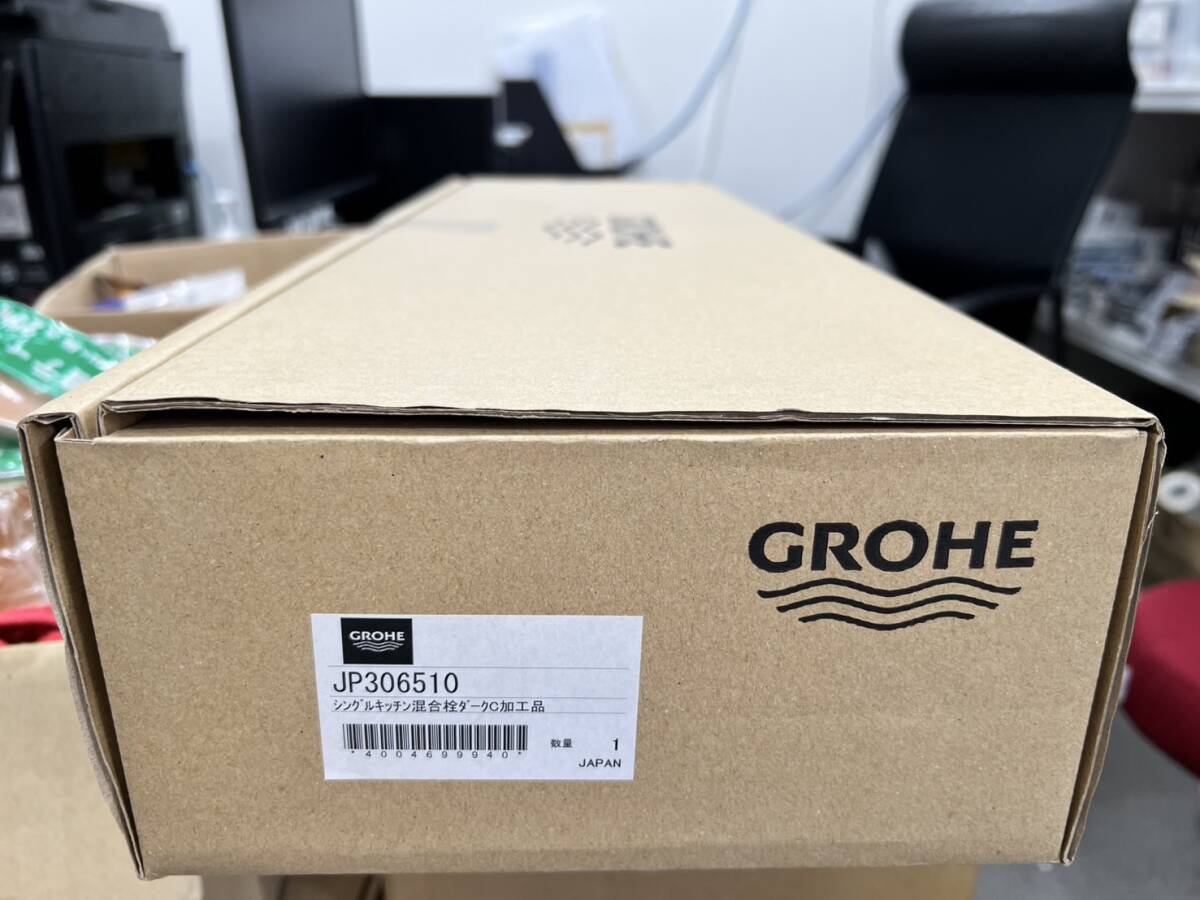 GROHE
GROHE
JP306510
シングルキッチン混合栓ダークC加工品
*4004699940*
数量 1
JAPAN